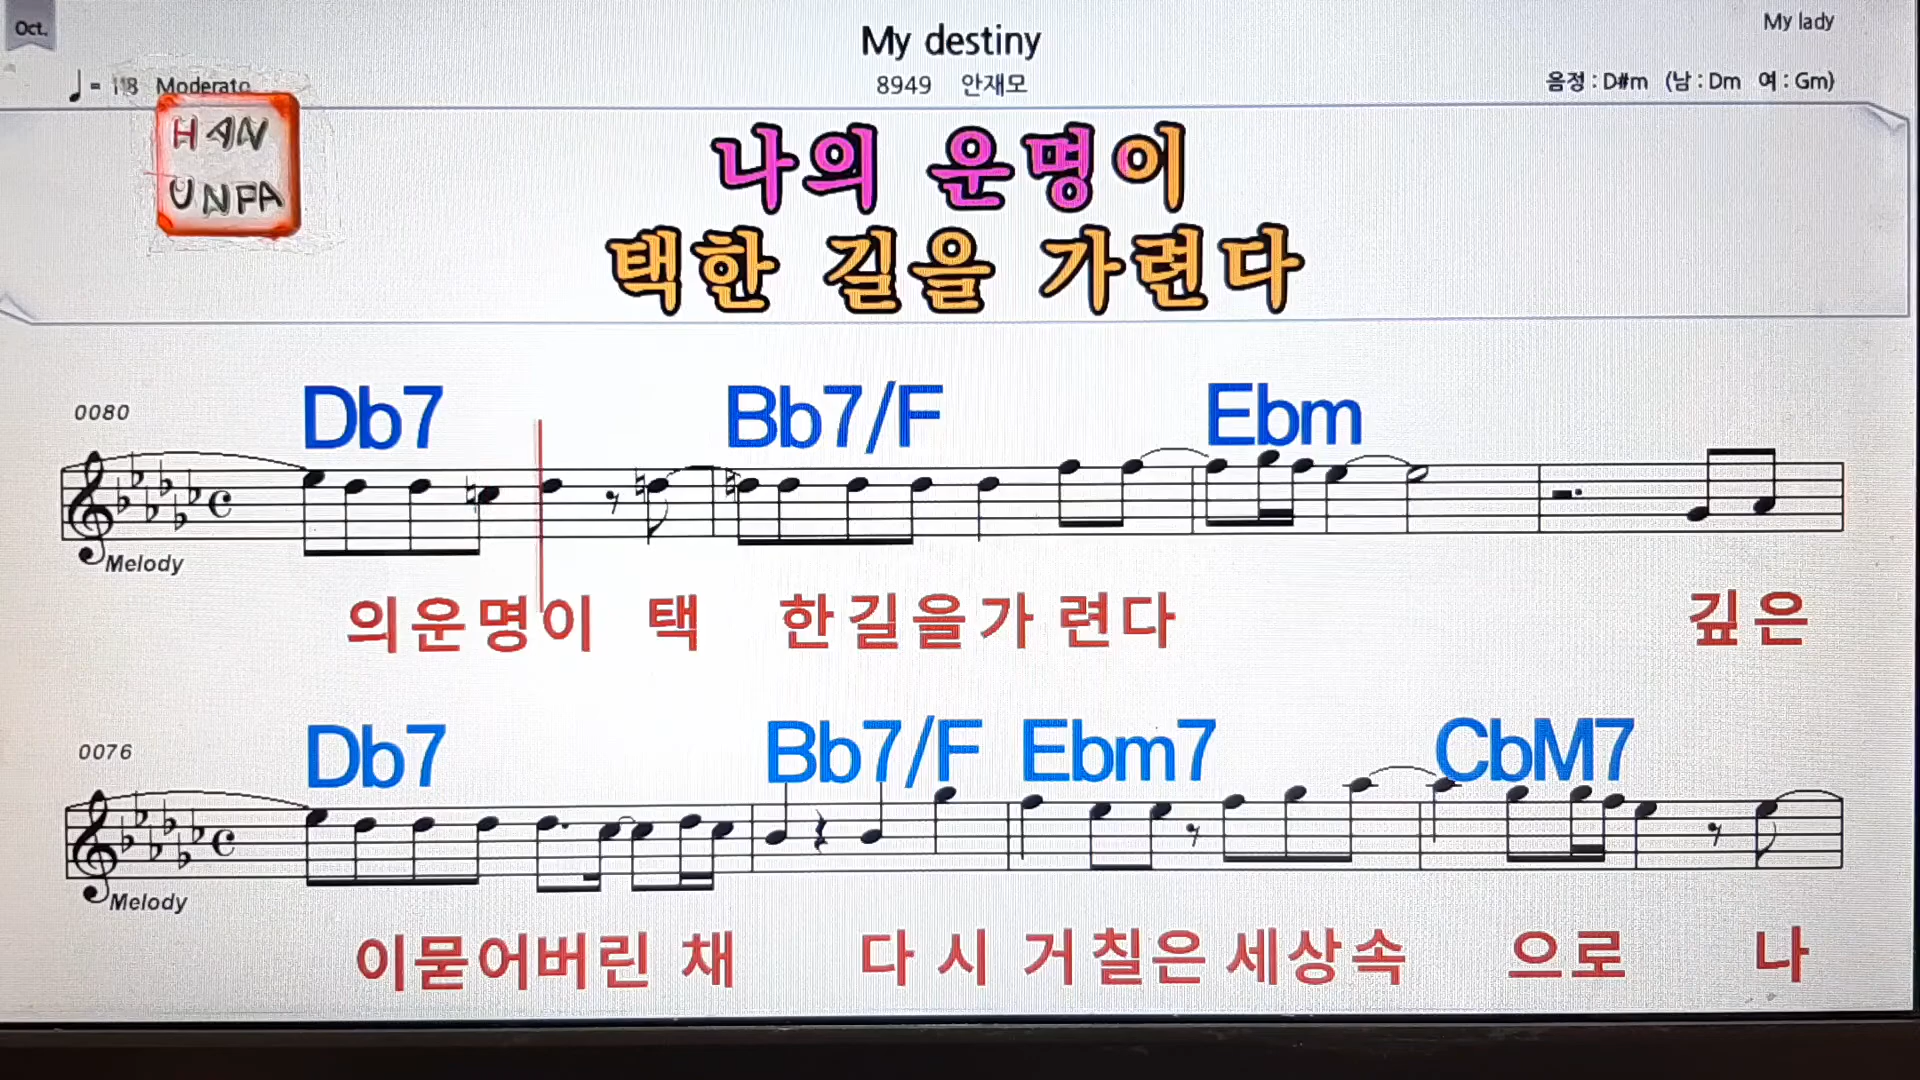 Oct.
My destiny
My lady
♩ = 118 Moderato
8949 안재모
음정 : D#m (남 : Dm 여 : Gm)
HAN
UNPA
나의 운명이
택한 길을 가련다
0080
Db7 Bb7/F Ebm
Melody
의운명이 택 한길을가 련다 깊은
0076
Db7 Bb7/F Ebm7 CbM7
Melody
이묻어버린 채 다 시 거칠은세상속 으로 나